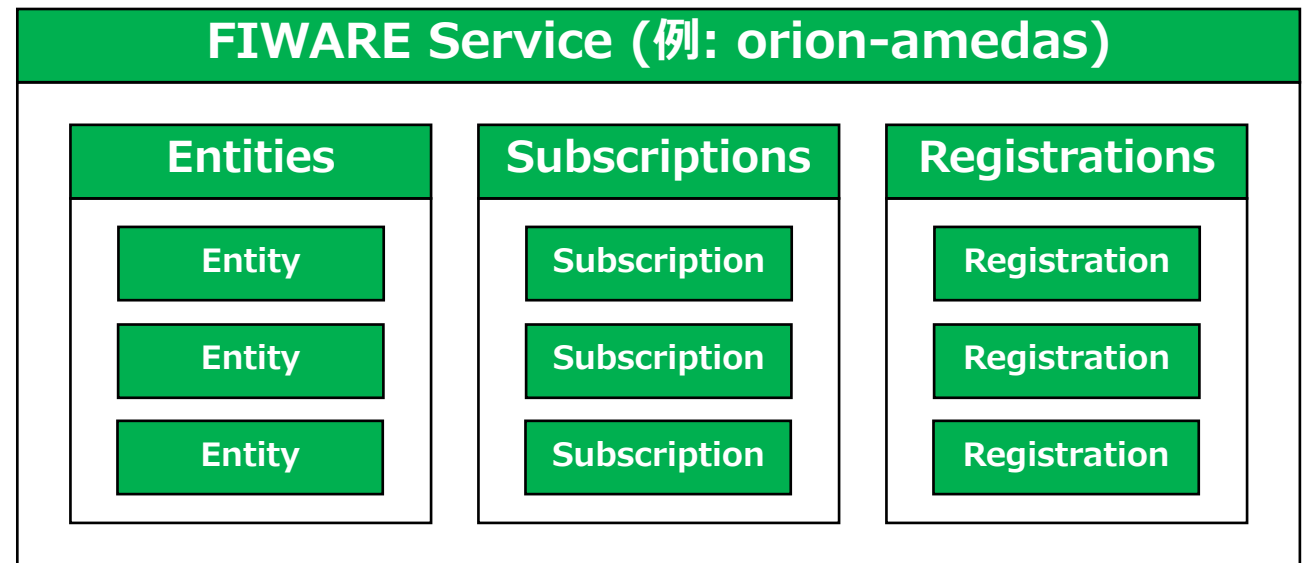 FIWARE Service (例: orion-amedas)
Entities
Entity
Entity
Entity
Subscriptions
Subscription
Subscription
Subscription
Registrations
Registration
Registration
Registration